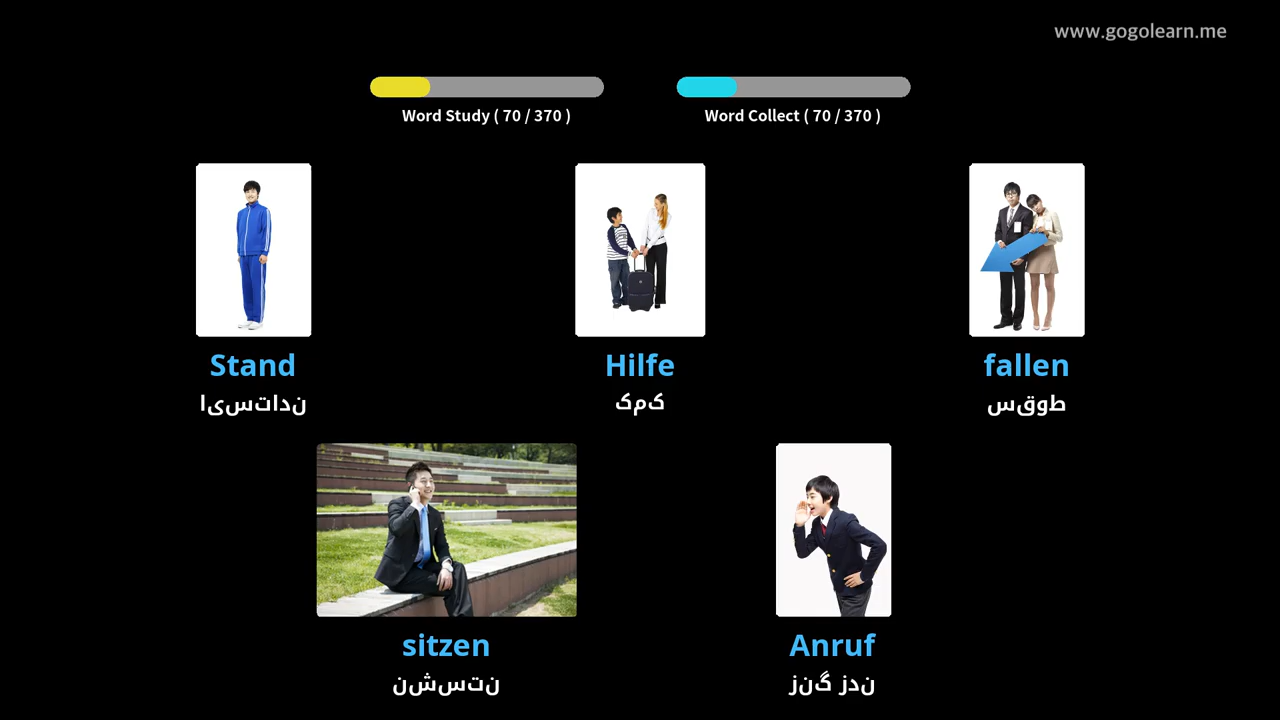 www.gogolearn.me
Word Study ( 70 / 370 )
Word Collect ( 70 / 370 )
Stand
ایستادن
Hilfe
کمک
fallen
سقوط
sitzen
نشستن
Anruf
زنگ زدن